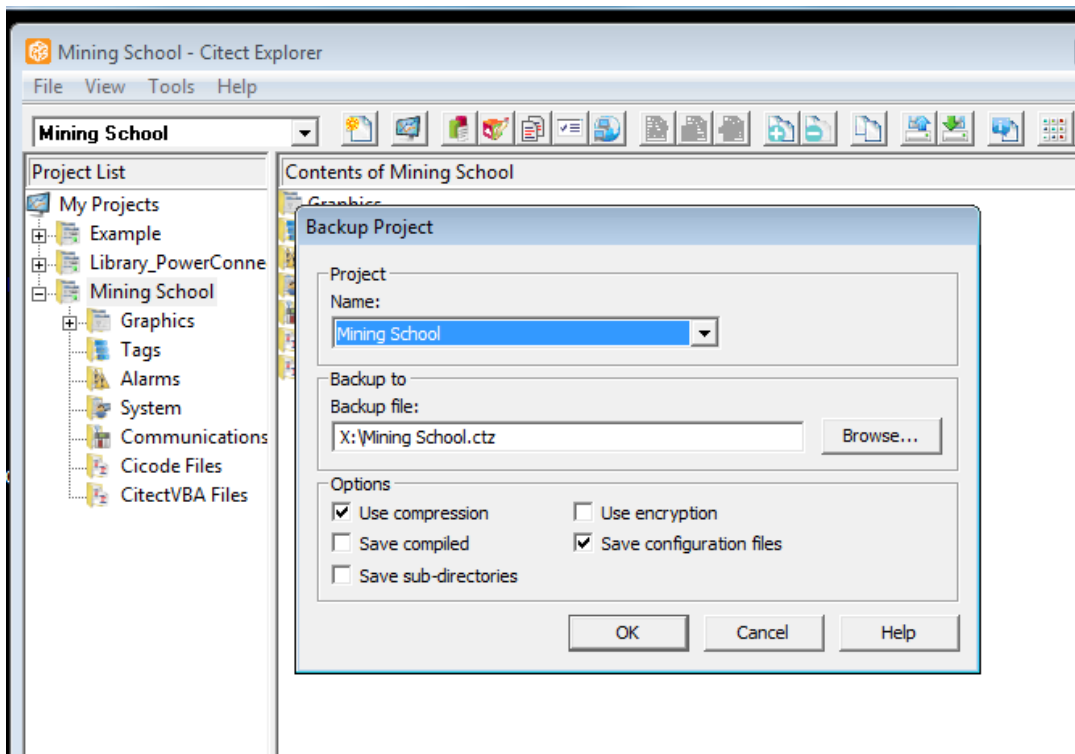 Mining School - Citect Explorer
File View Tools Help
Mining School
Project List
Contents of Mining School
My Projects
Example
Library_PowerConne
Mining School
Graphics
Tags
Alarms
System
Communications
Cicode Files
CitectVBA Files
Graphics
Backup Project
Project
Name:
Mining School
Backup to
Backup file:
X:\Mining School.ctz
Browse...
Options
Use compression
Use encryption
Save compiled
Save configuration files
Save sub-directories
OK
Cancel
Help